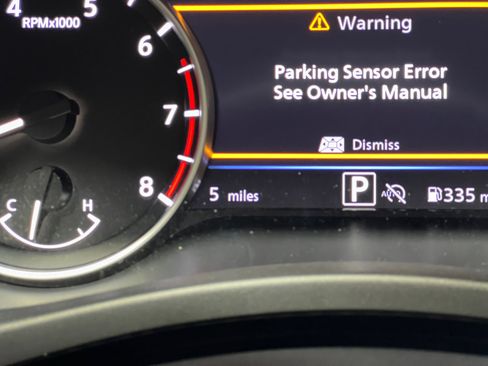 4
5
RPMx1000
6
7
8
C H
Warning
Parking Sensor Error
See Owner's Manual
Dismiss
5 miles
P
AUTO
335 m